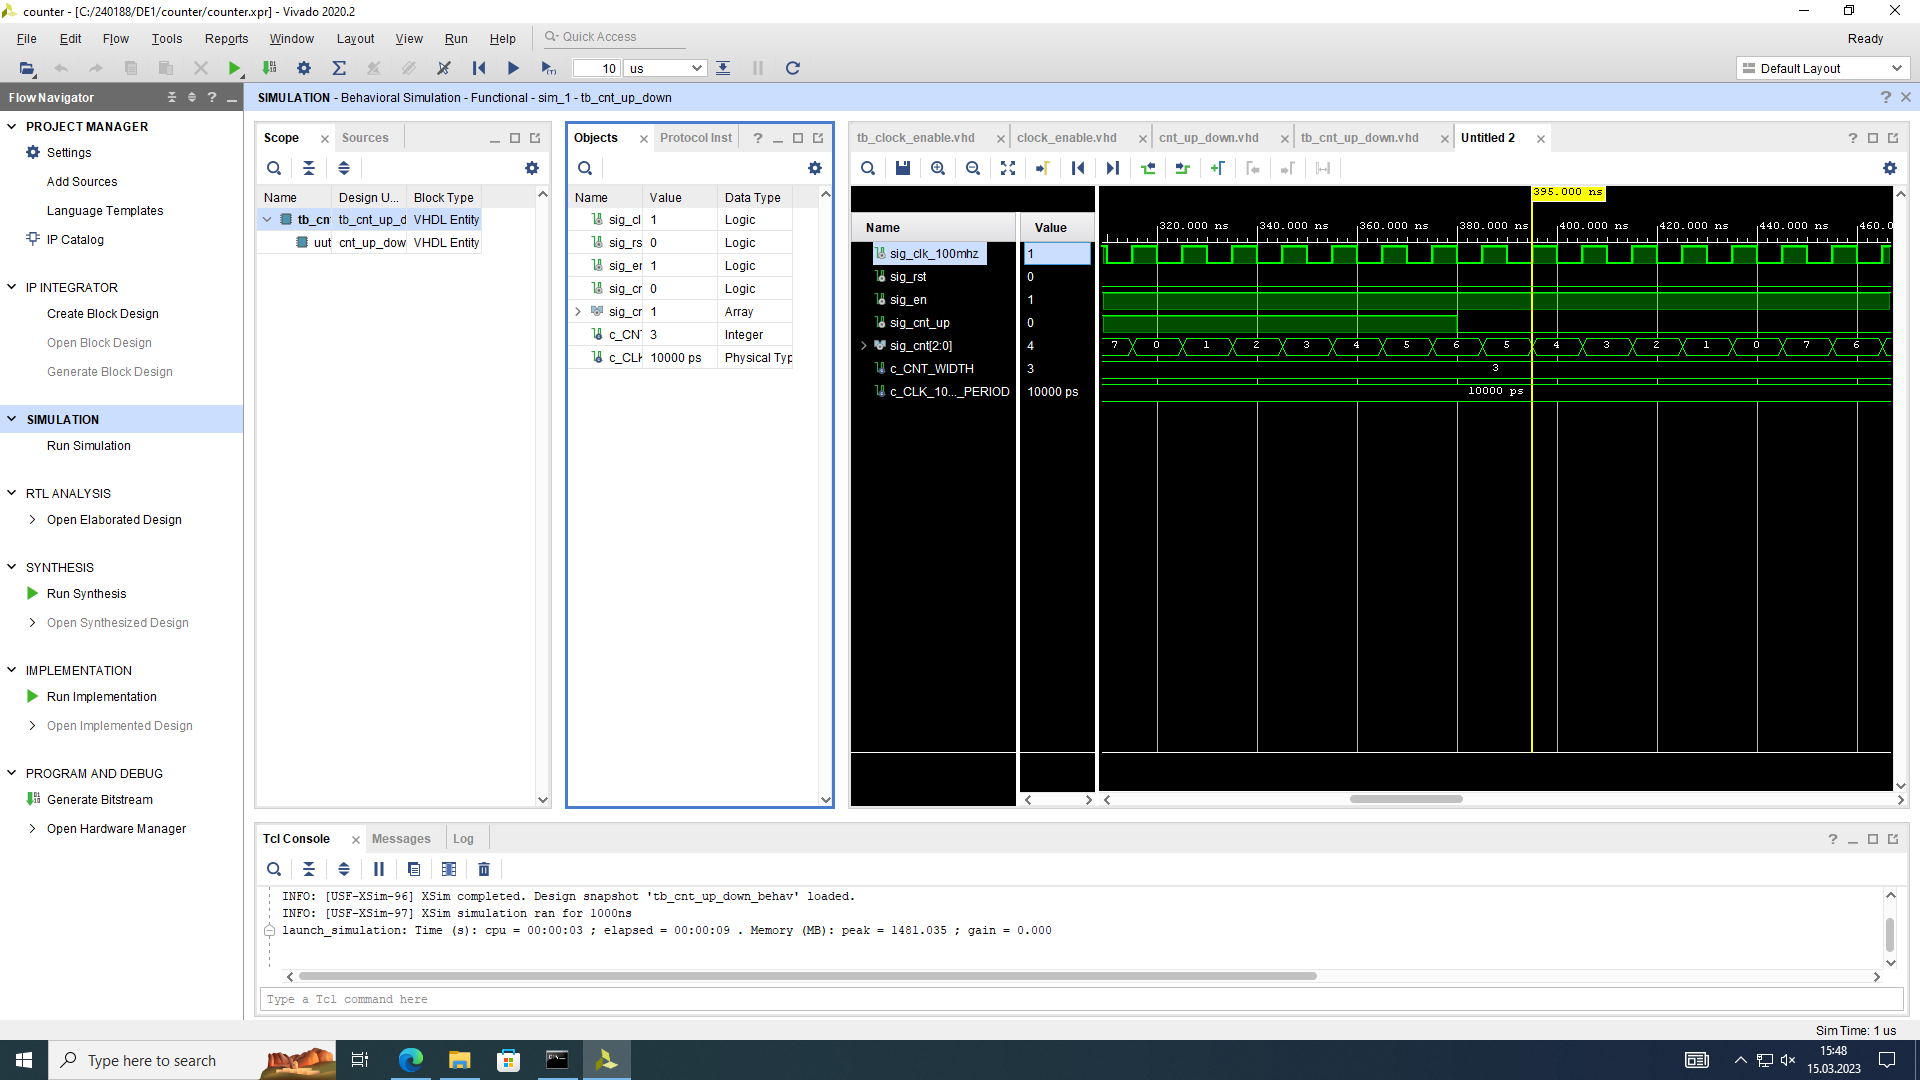 counter - [C:/240188/DE1/counter/counter.xpr] - Vivado 2020.2
File Edit Flow Tools Reports Window Layout View Run Help
Quick Access
Ready
10 us
Default Layout
Flow Navigator
PROJECT MANAGER
Settings
Add Sources
Language Templates
IP Catalog
IP INTEGRATOR
Create Block Design
Open Block Design
Generate Block Design
SIMULATION
Run Simulation
RTL ANALYSIS
Open Elaborated Design
SYNTHESIS
Run Synthesis
Open Synthesized Design
IMPLEMENTATION
Run Implementation
Open Implemented Design
PROGRAM AND DEBUG
Generate Bitstream
Open Hardware Manager
SIMULATION - Behavioral Simulation - Functional - sim_1 - tb_cnt_up_down
Scope Sources
Name Design U... Block Type
tb_cnt tb_cnt_up_d VHDL Entity
uut cnt_up_dow VHDL Entity
Objects Protocol Inst
Name Value Data Type
sig_cl 1 Logic
sig_rs 0 Logic
sig_er 1 Logic
sig_cr 0 Logic
sig_cr 1 Array
c_CN 3 Integer
c_CLK 10000 ps Physical Typ
tb_clock_enable.vhd clock_enable.vhd cnt_up_down.vhd tb_cnt_up_down.vhd Untitled 2
Name Value
sig_clk_100mhz 1
sig_rst 0
sig_en 1
sig_cnt_up 0
sig_cnt[2:0] 4
c_CNT_WIDTH 3
c_CLK_10..._PERIOD 10000 ps
395.000 ns
320.000 ns 340.000 ns 360.000 ns 380.000 ns 400.000 ns 420.000 ns 440.000 ns 460.0
7 0 1 2 3 4 5 6 5 4 3 2 1 0 7 6
3
10000 ps
Tcl Console Messages Log
INFO: [USF-XSim-96] XSim completed. Design snapshot 'tb_cnt_up_down_behav' loaded.
INFO: [USF-XSim-97] XSim simulation ran for 1000ns
launch_simulation: Time (s): cpu = 00:00:03 ; elapsed = 00:00:09 . Memory (MB): peak = 1481.035 ; gain = 0.000
Type a Tcl command here
Sim Time: 1 us
Type here to search
15:48
15.03.2023